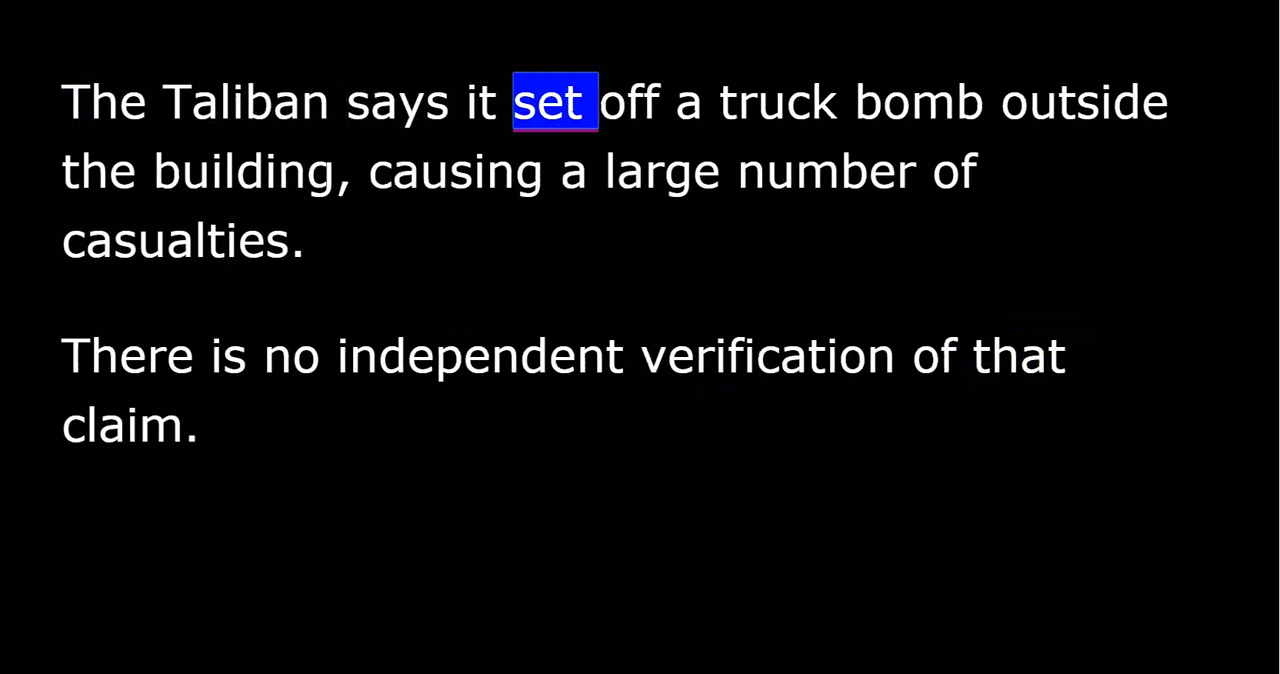 The Taliban says it set off a truck bomb outside
the building, causing a large number of
casualties.
There is no independent verification of that
claim.